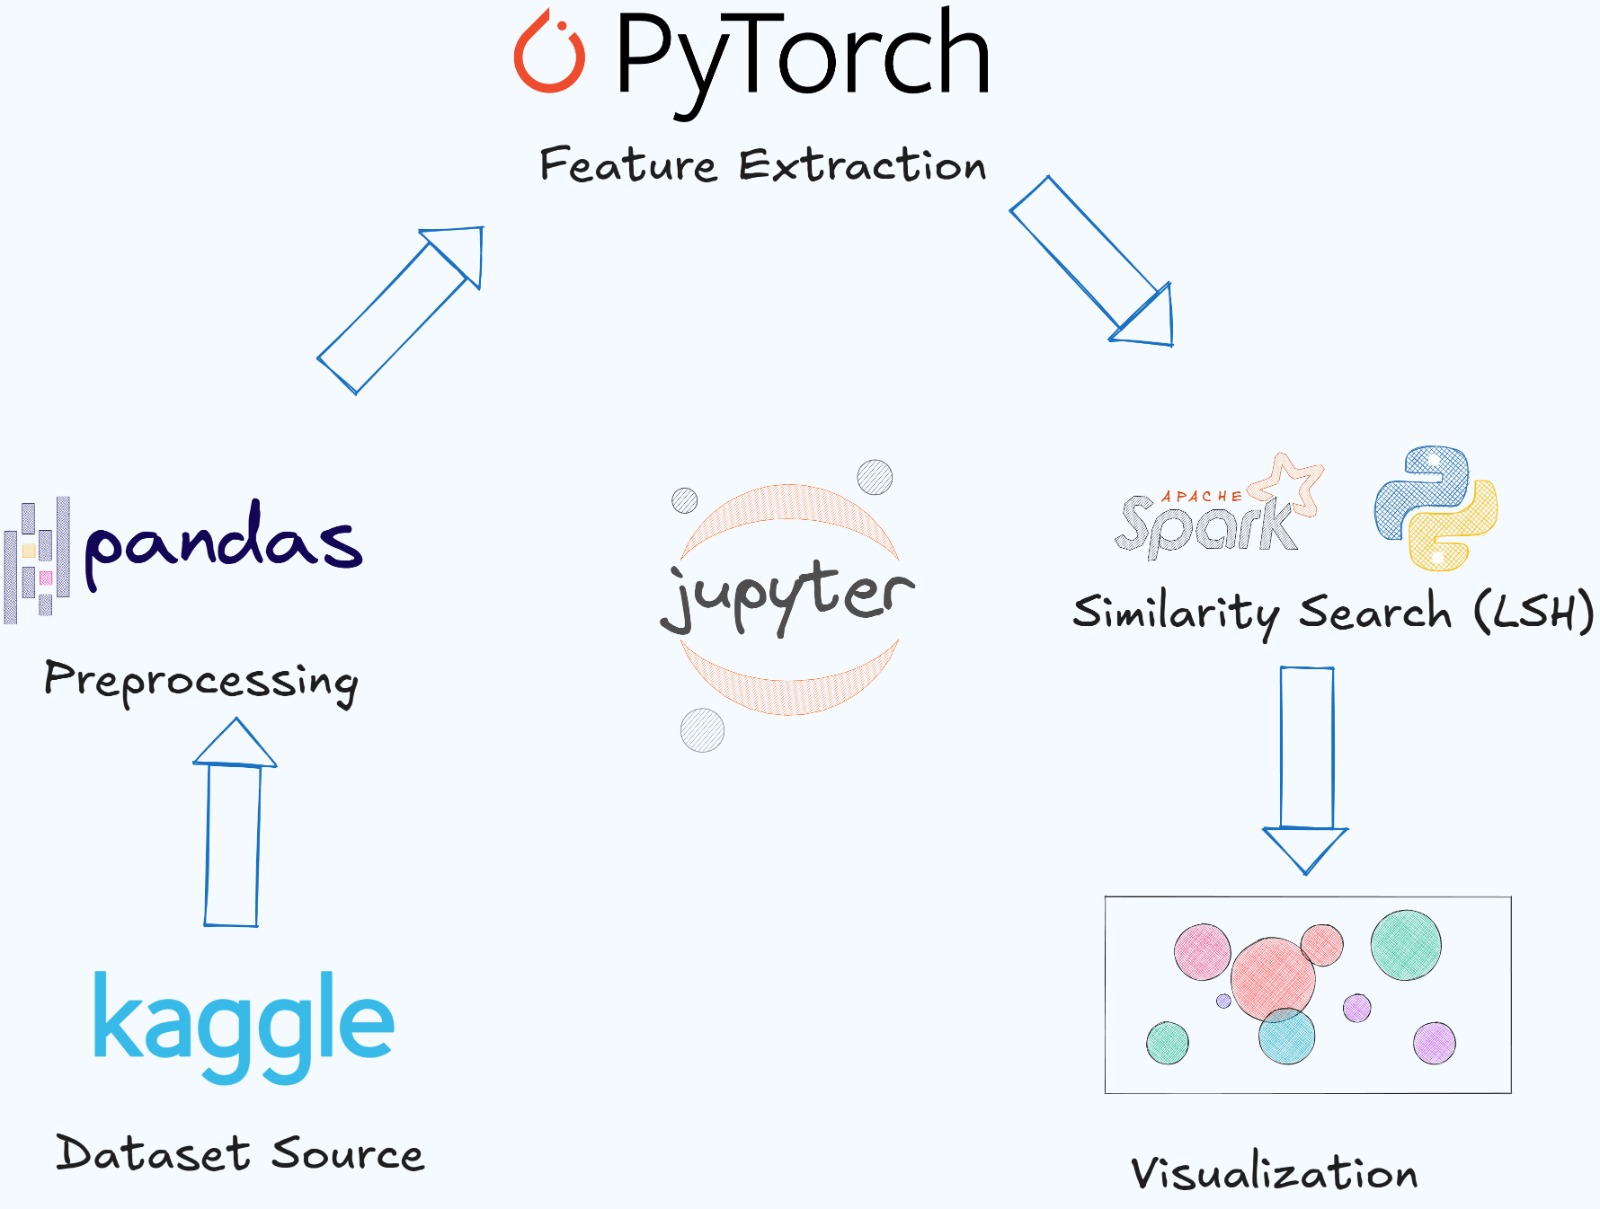 PyTorch
Feature Extraction
pandas
Preprocessing
jupyter
APACHE
Spark
Similarity Search (LSH)
kaggle
Dataset Source
Visualization